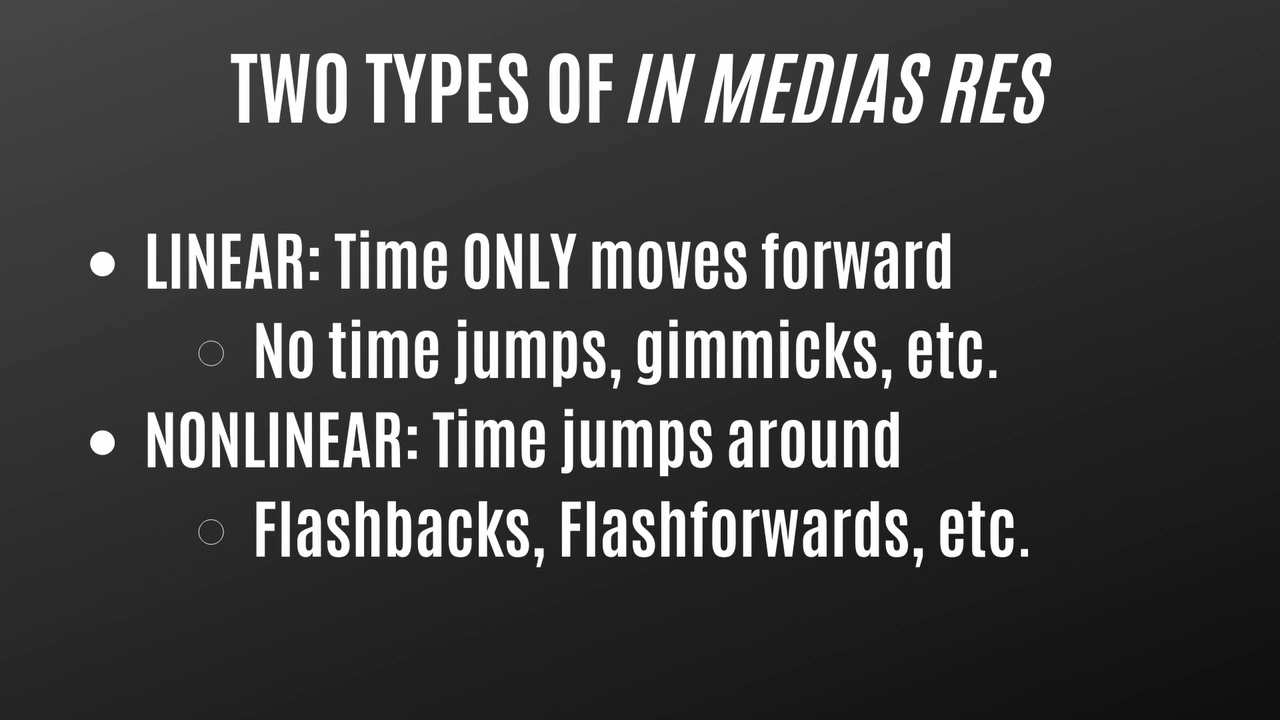 TWO TYPES OF IN MEDIAS RES
LINEAR: Time ONLY moves forward
No time jumps, gimmicks, etc.
NONLINEAR: Time jumps around
Flashbacks, Flashforwards, etc.